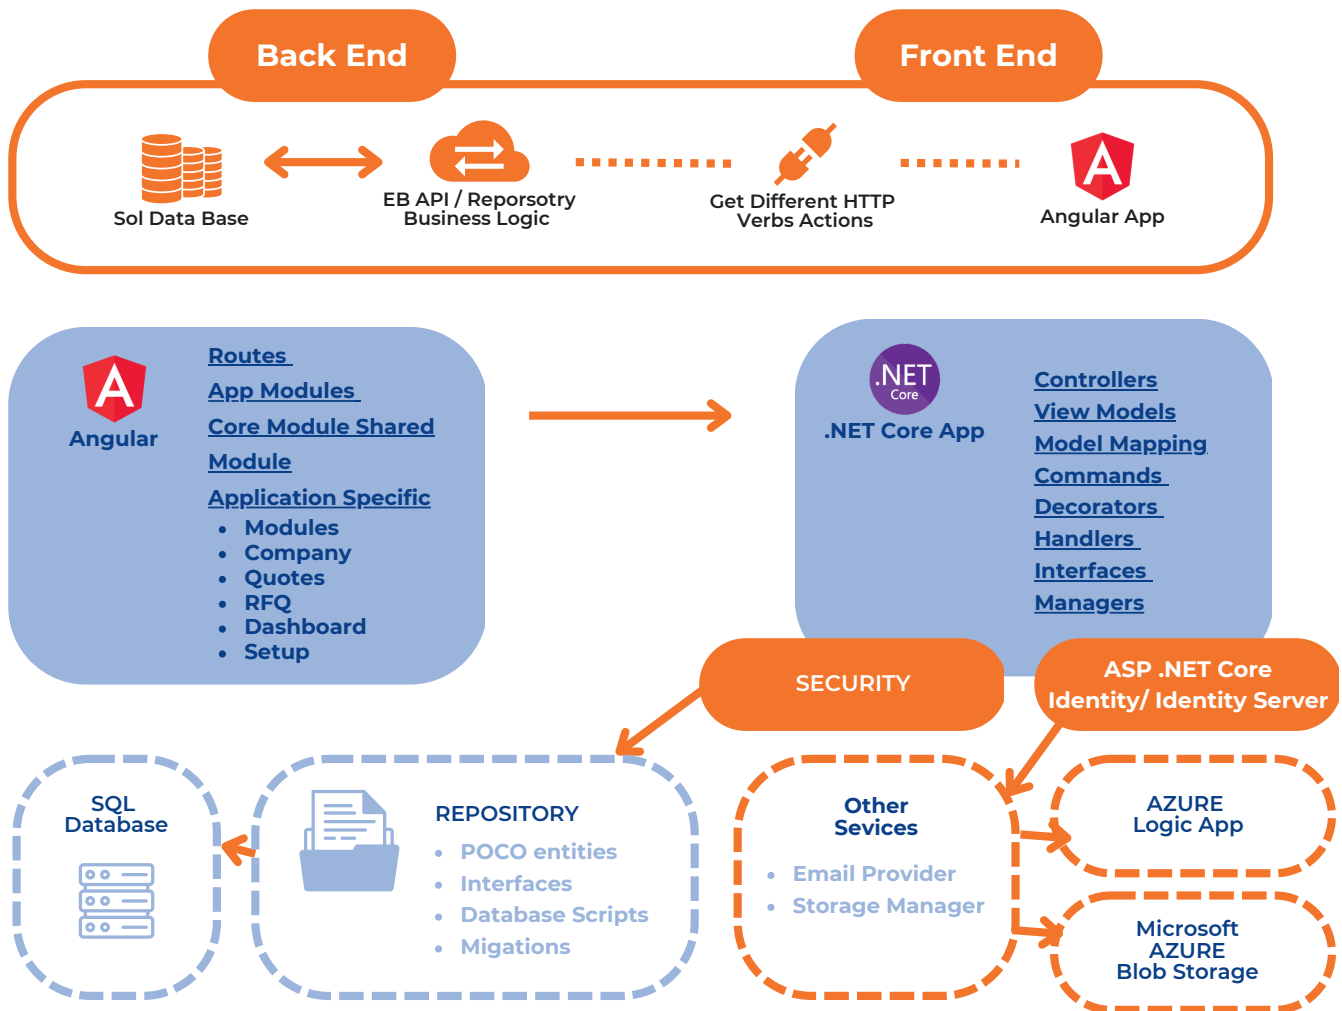 Back End
Front End
Sol Data Base
EB API / Reporsotry
Business Logic
Get Different HTTP
Verbs Actions
Angular App
Angular
Routes
App Modules
Core Module Shared
Module
Application Specific
• Modules
• Company
• Quotes
• RFQ
• Dashboard
• Setup
.NET
Core
.NET Core App
Controllers
View Models
Model Mapping
Commands
Decorators
Handlers
Interfaces
Managers
SECURITY
ASP .NET Core
Identity/ Identity Server
SQL
Database
REPOSITORY
• POCO entities
• Interfaces
• Database Scripts
• Migations
Other
Sevices
• Email Provider
• Storage Manager
AZURE
Logic App
Microsoft
AZURE
Blob Storage